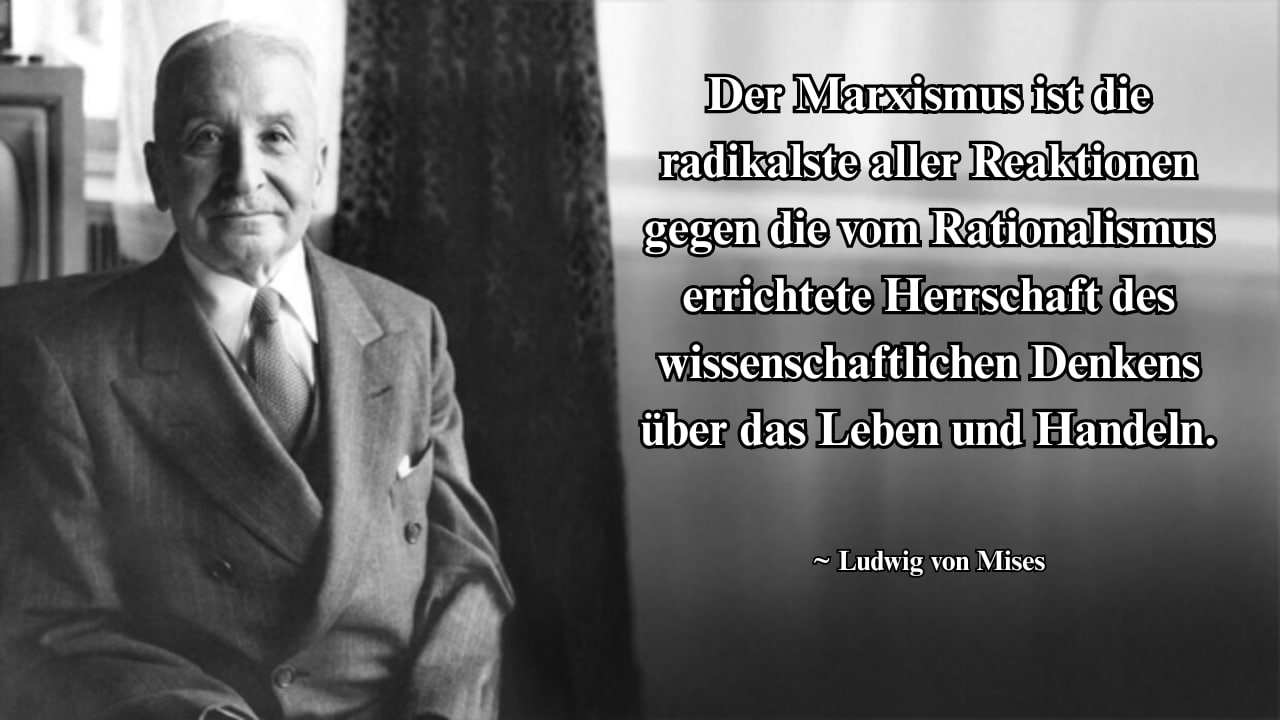 Der Marxismus ist die
radikalste aller Reaktionen
gegen die vom Rationalismus
errichtete Herrschaft des
wissenschaftlichen Denkens
über das Leben und Handeln.
~ Ludwig von Mises